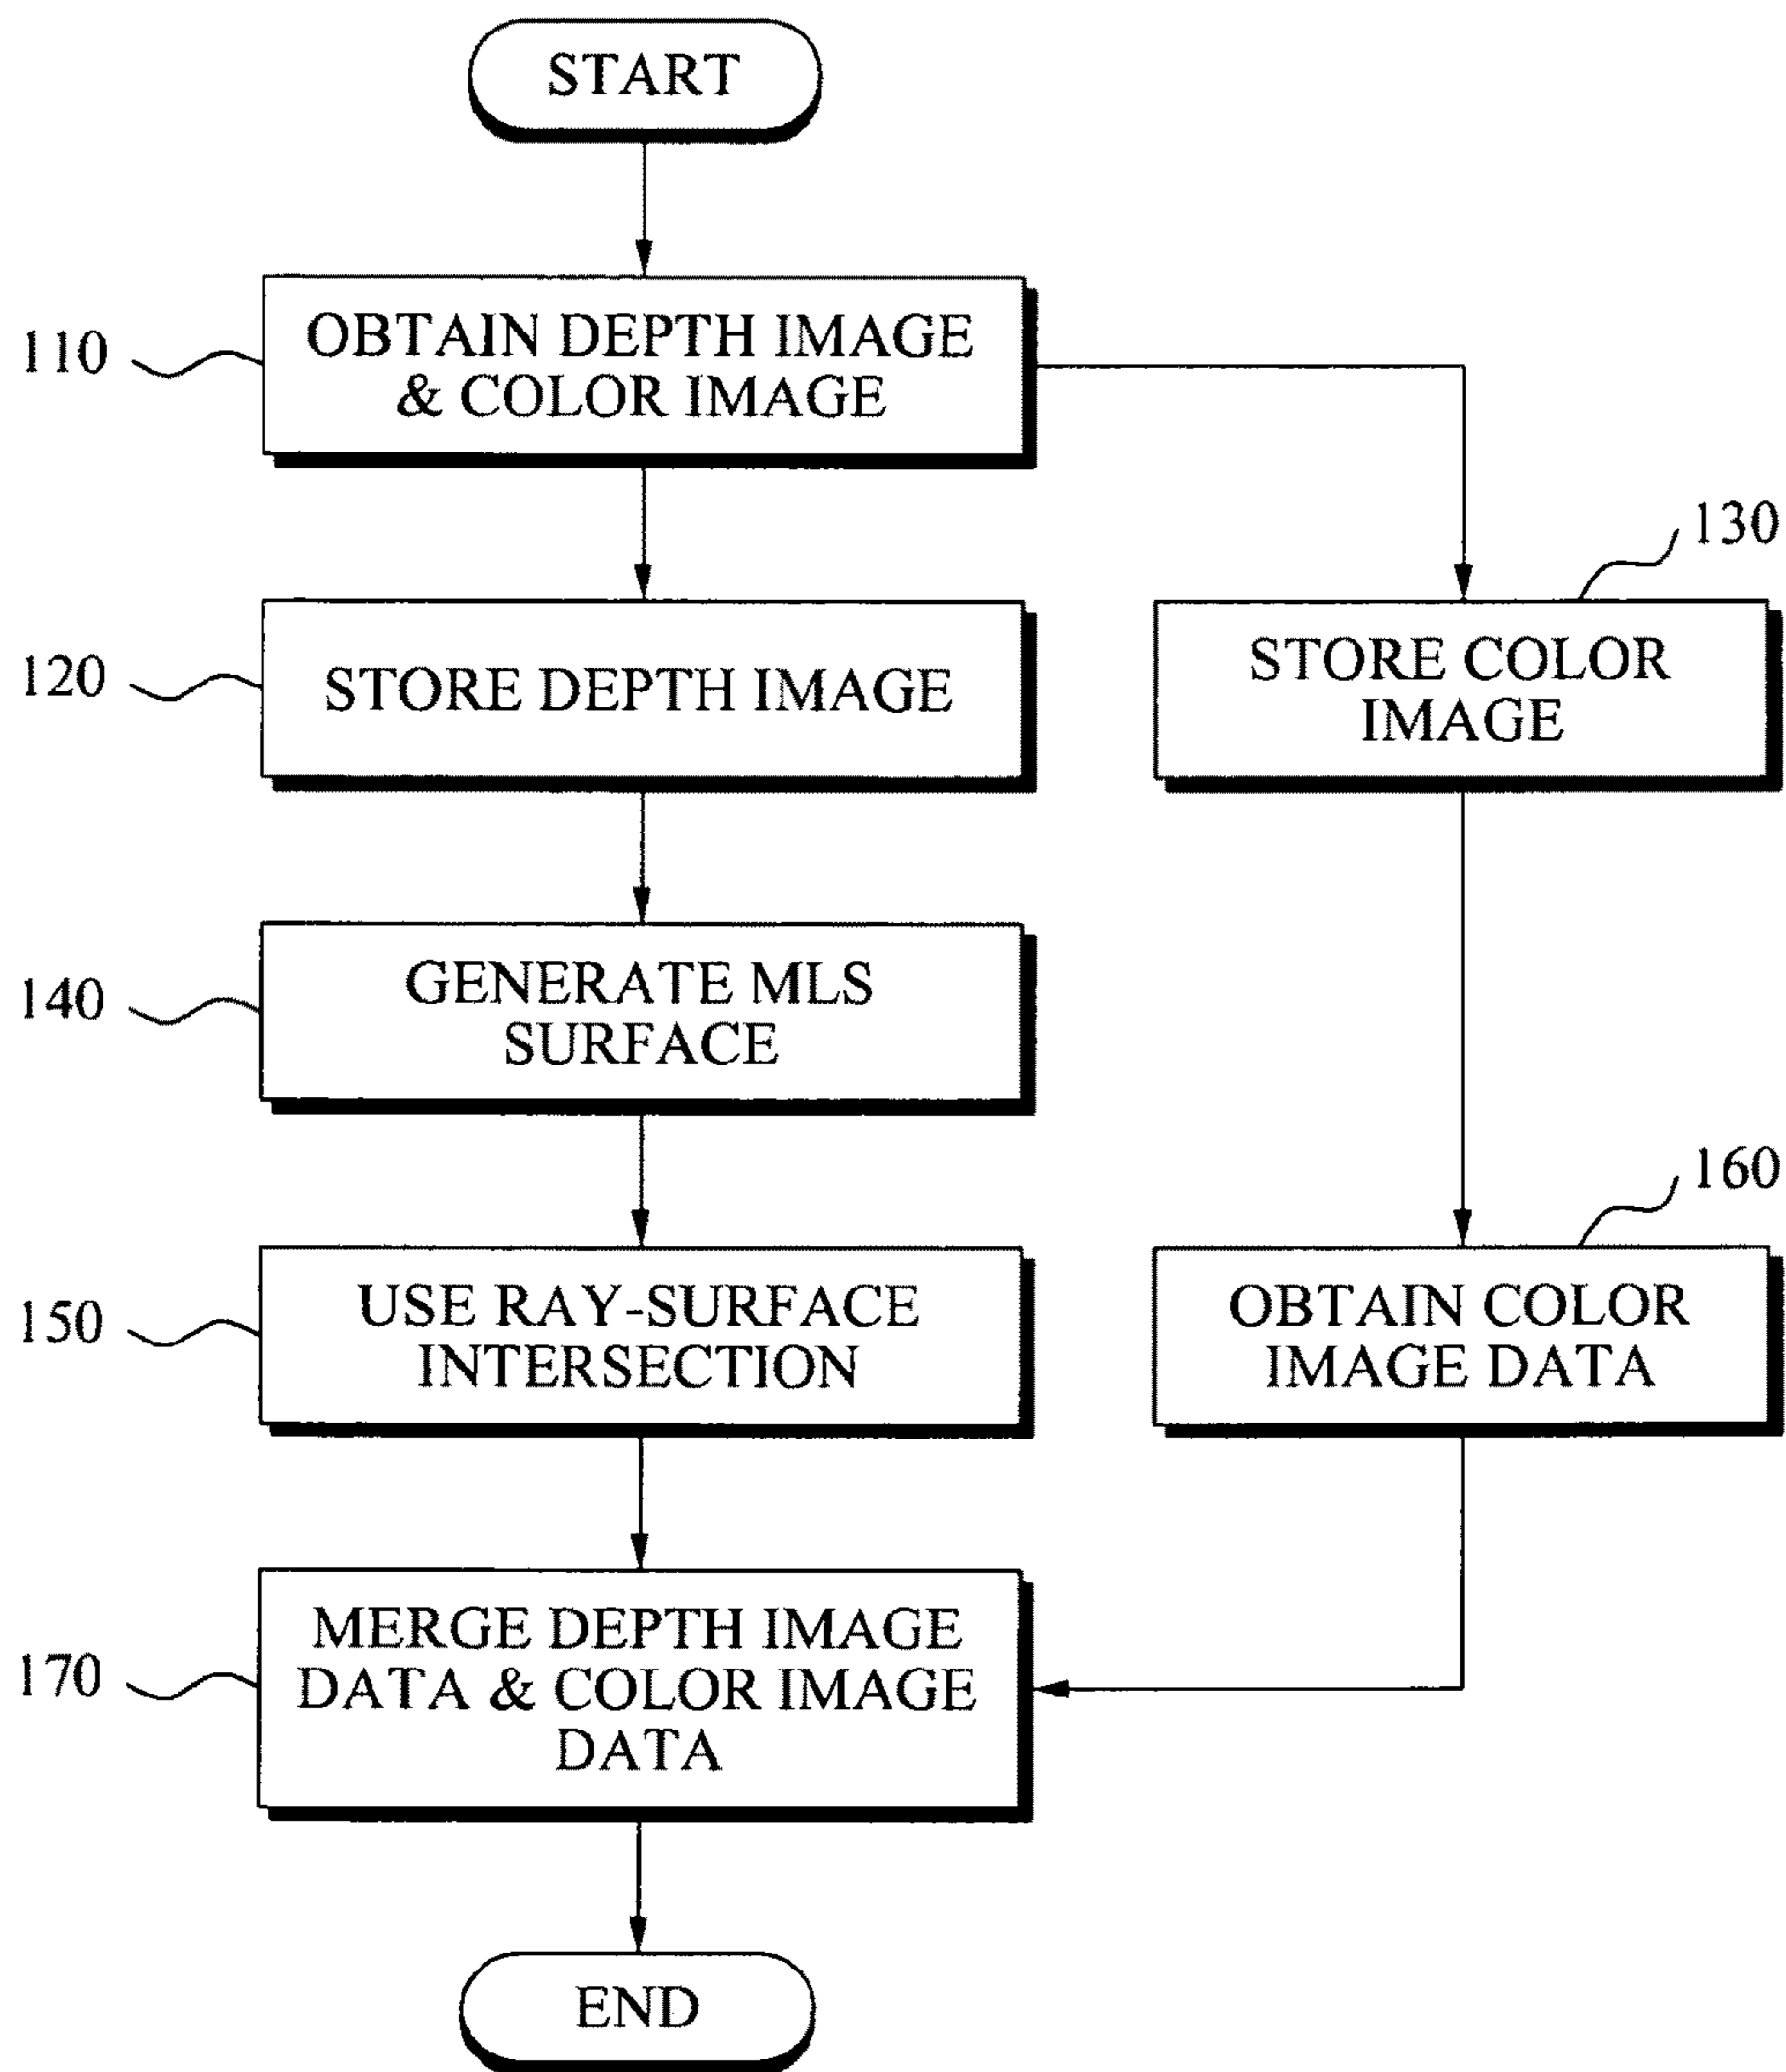 START
110
OBTAIN DEPTH IMAGE
& COLOR IMAGE
130
120
STORE DEPTH IMAGE
STORE COLOR
IMAGE
140
GENERATE MLS
SURFACE
160
150
USE RAY-SURFACE
INTERSECTION
OBTAIN COLOR
IMAGE DATA
170
MERGE DEPTH IMAGE
DATA & COLOR IMAGE
DATA
END